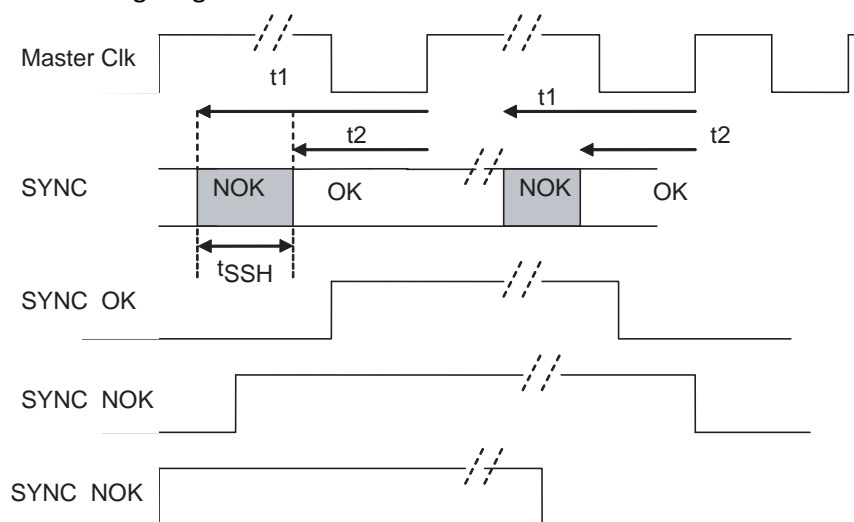 Master Clk
t1
t1
t2
t2
SYNC
NOK
OK
NOK
OK
tSSH
SYNC OK
SYNC NOK
SYNC NOK